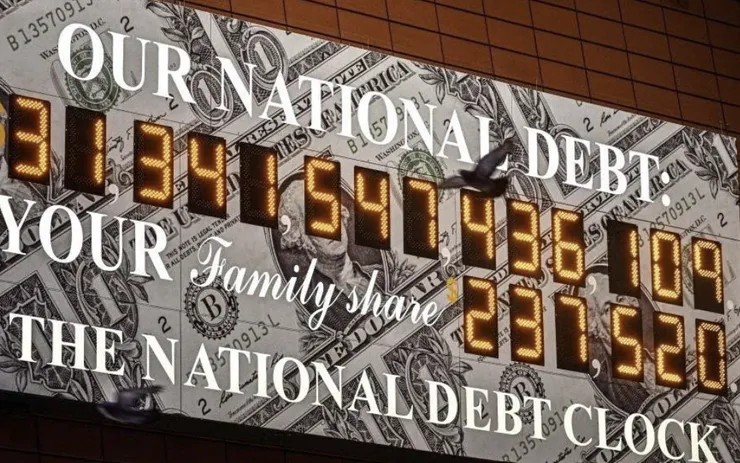 OUR NATIONAL DEBT:
31,341,547,436,109
YOUR Family share $237,520
THE NATIONAL DEBT CLOCK